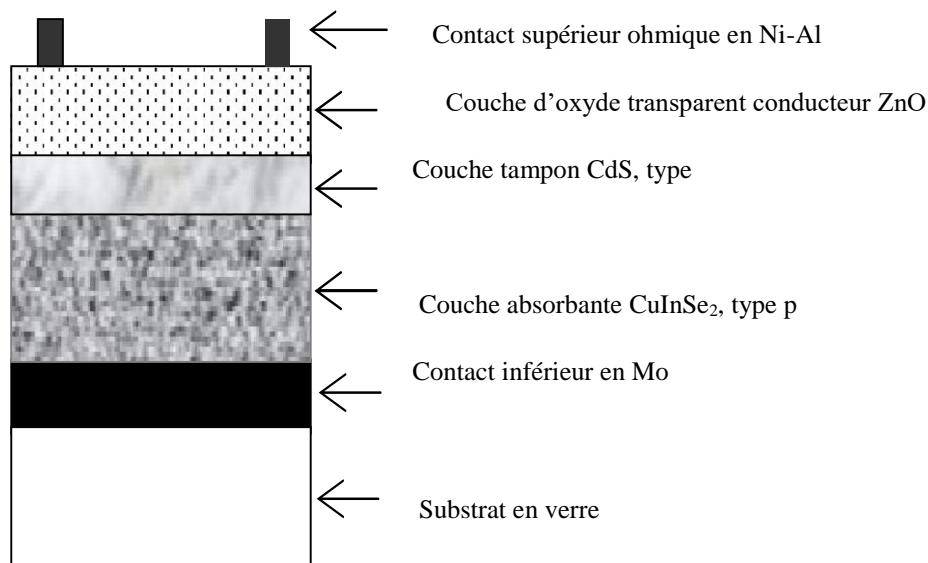 Contact supérieur ohmique en Ni-Al
Couche d'oxyde transparent conducteur ZnO
Couche tampon CdS, type
Couche absorbante CuInSe₂, type p
Contact inférieur en Mo
Substrat en verre